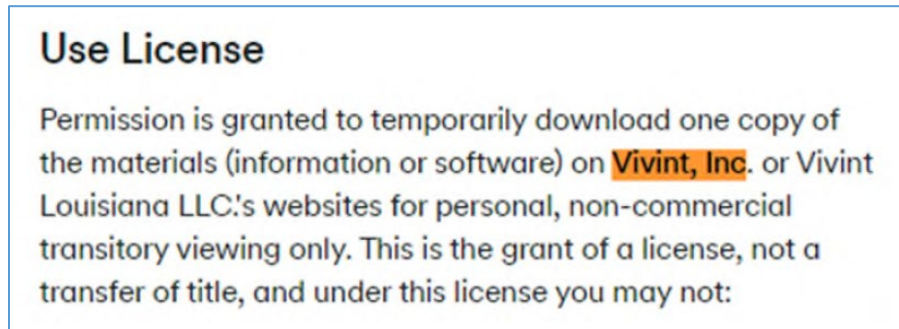 Use License
Permission is granted to temporarily download one copy of
the materials (information or software) on Vivint, Inc. or Vivint
Louisiana LLC.'s websites for personal, non-commercial
transitory viewing only. This is the grant of a license, not a
transfer of title, and under this license you may not: